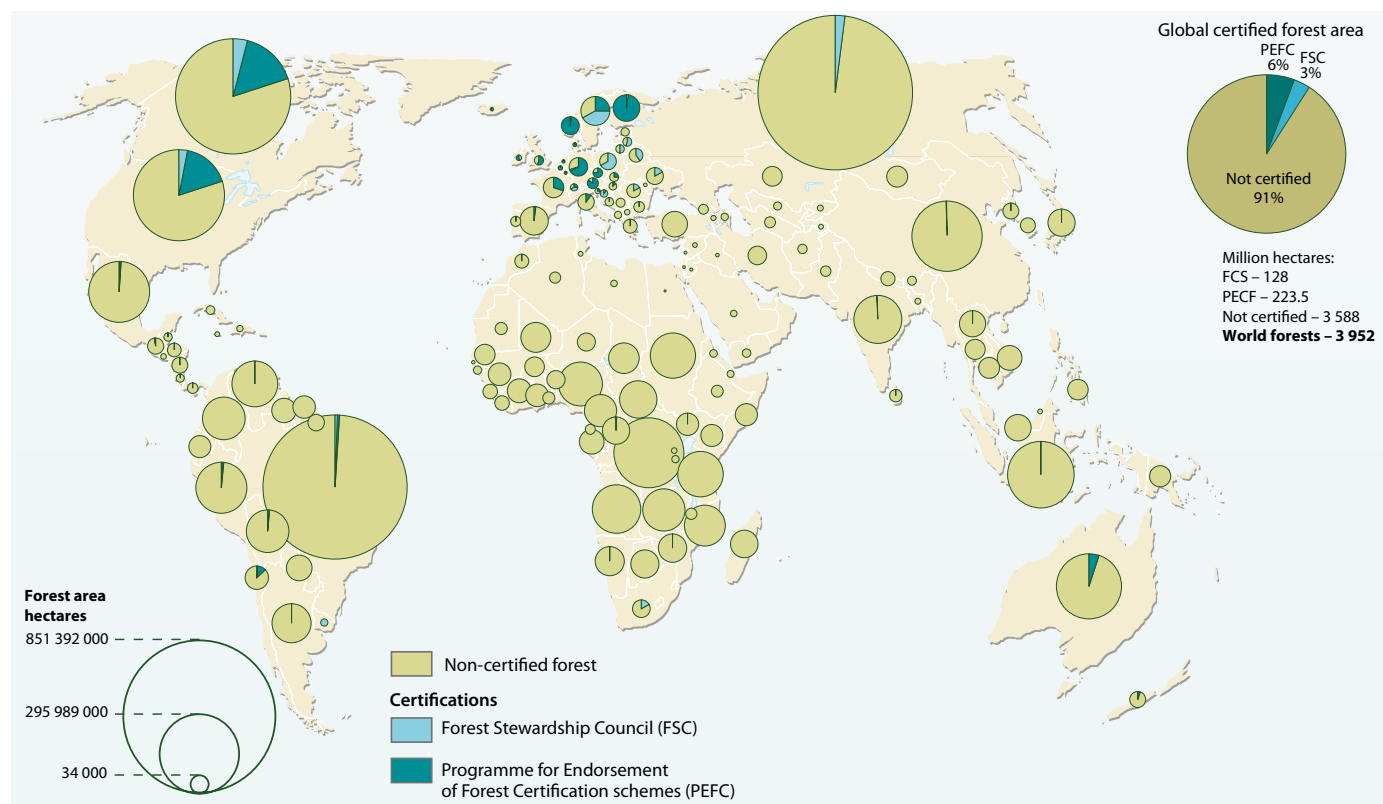 Global certified forest area
PEFC
6%
FSC
3%
Not certified
91%
Million hectares:
FCS – 128
PECF – 223.5
Not certified – 3 588
World forests – 3 952
Forest area
hectares
851 392 000
295 989 000
34 000
Non-certified forest
Certifications
Forest Stewardship Council (FSC)
Programme for Endorsement
of Forest Certification schemes (PEFC)